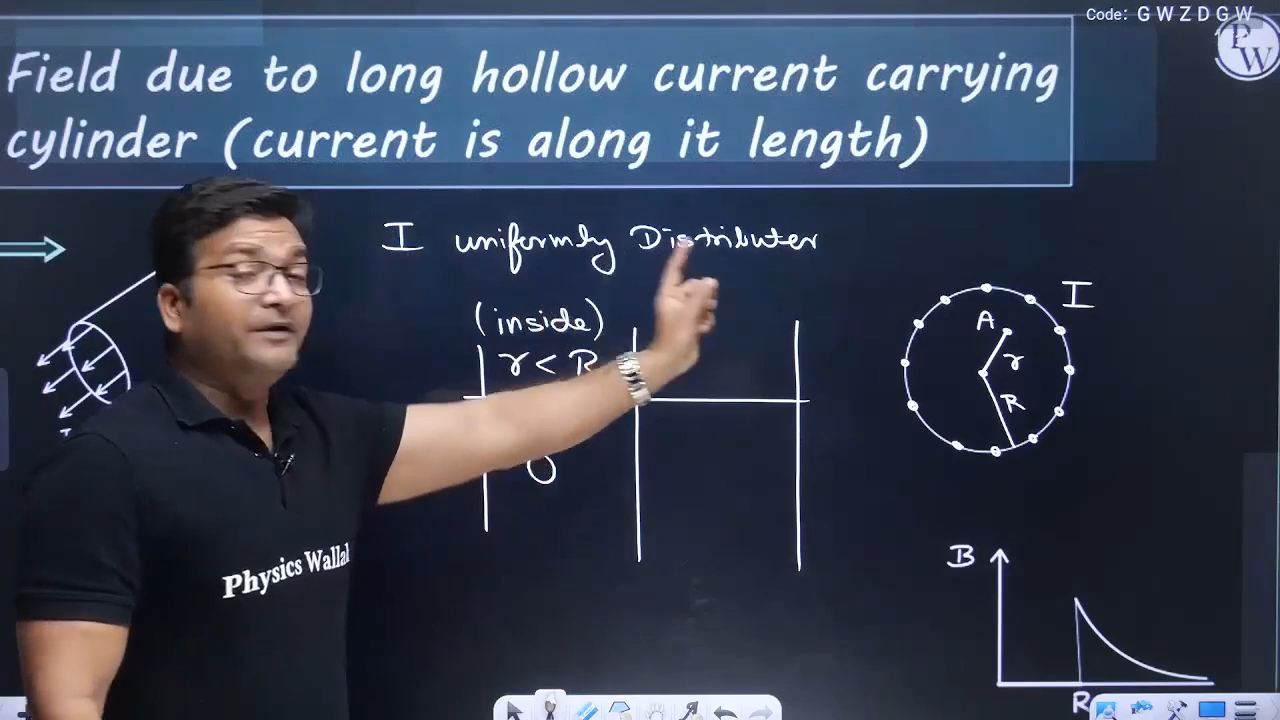 Code: G W Z D G W
PW
Field due to long hollow current carrying
cylinder (current is along it length)
I uniformly Distributer
(inside)
r < R
0
I
A
r
R
Physics Wallah
B
R